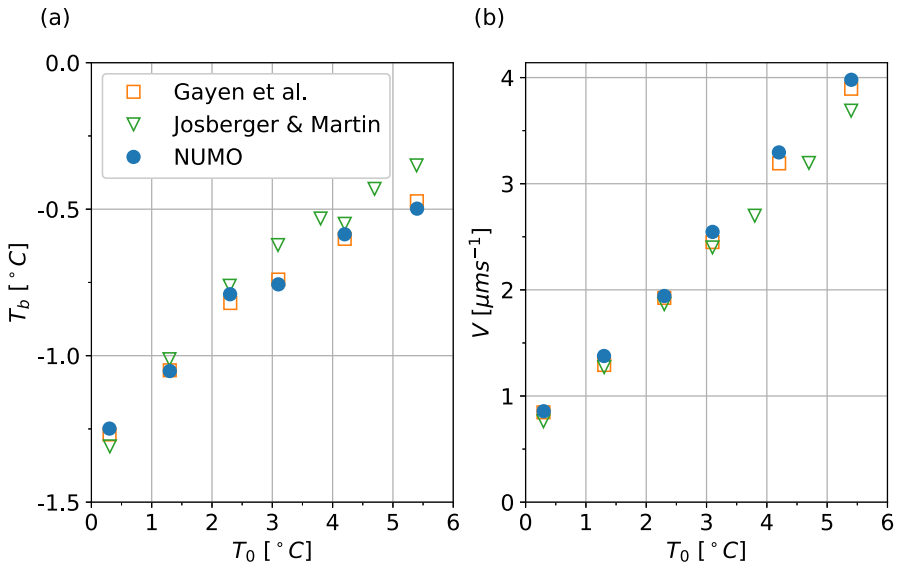 (a)
(b)
0.0
-0.5
-1.0
-1.5
T_b [°C]
Gayen et al.
Josberger & Martin
NUMO
0 1 2 3 4 5 6
T_0 [°C]
4
3
2
1
0
V [μms⁻¹]
0 1 2 3 4 5 6
T_0 [°C]